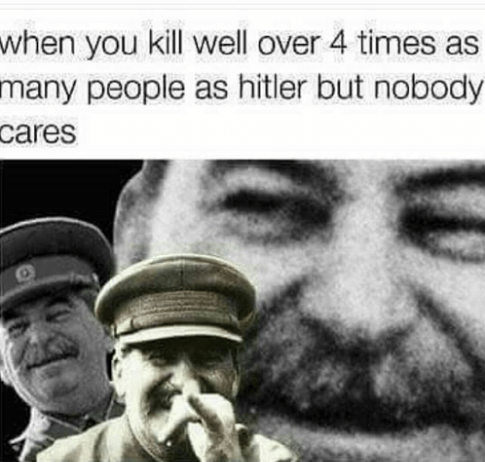 when you kill well over 4 times as
many people as hitler but nobody
cares